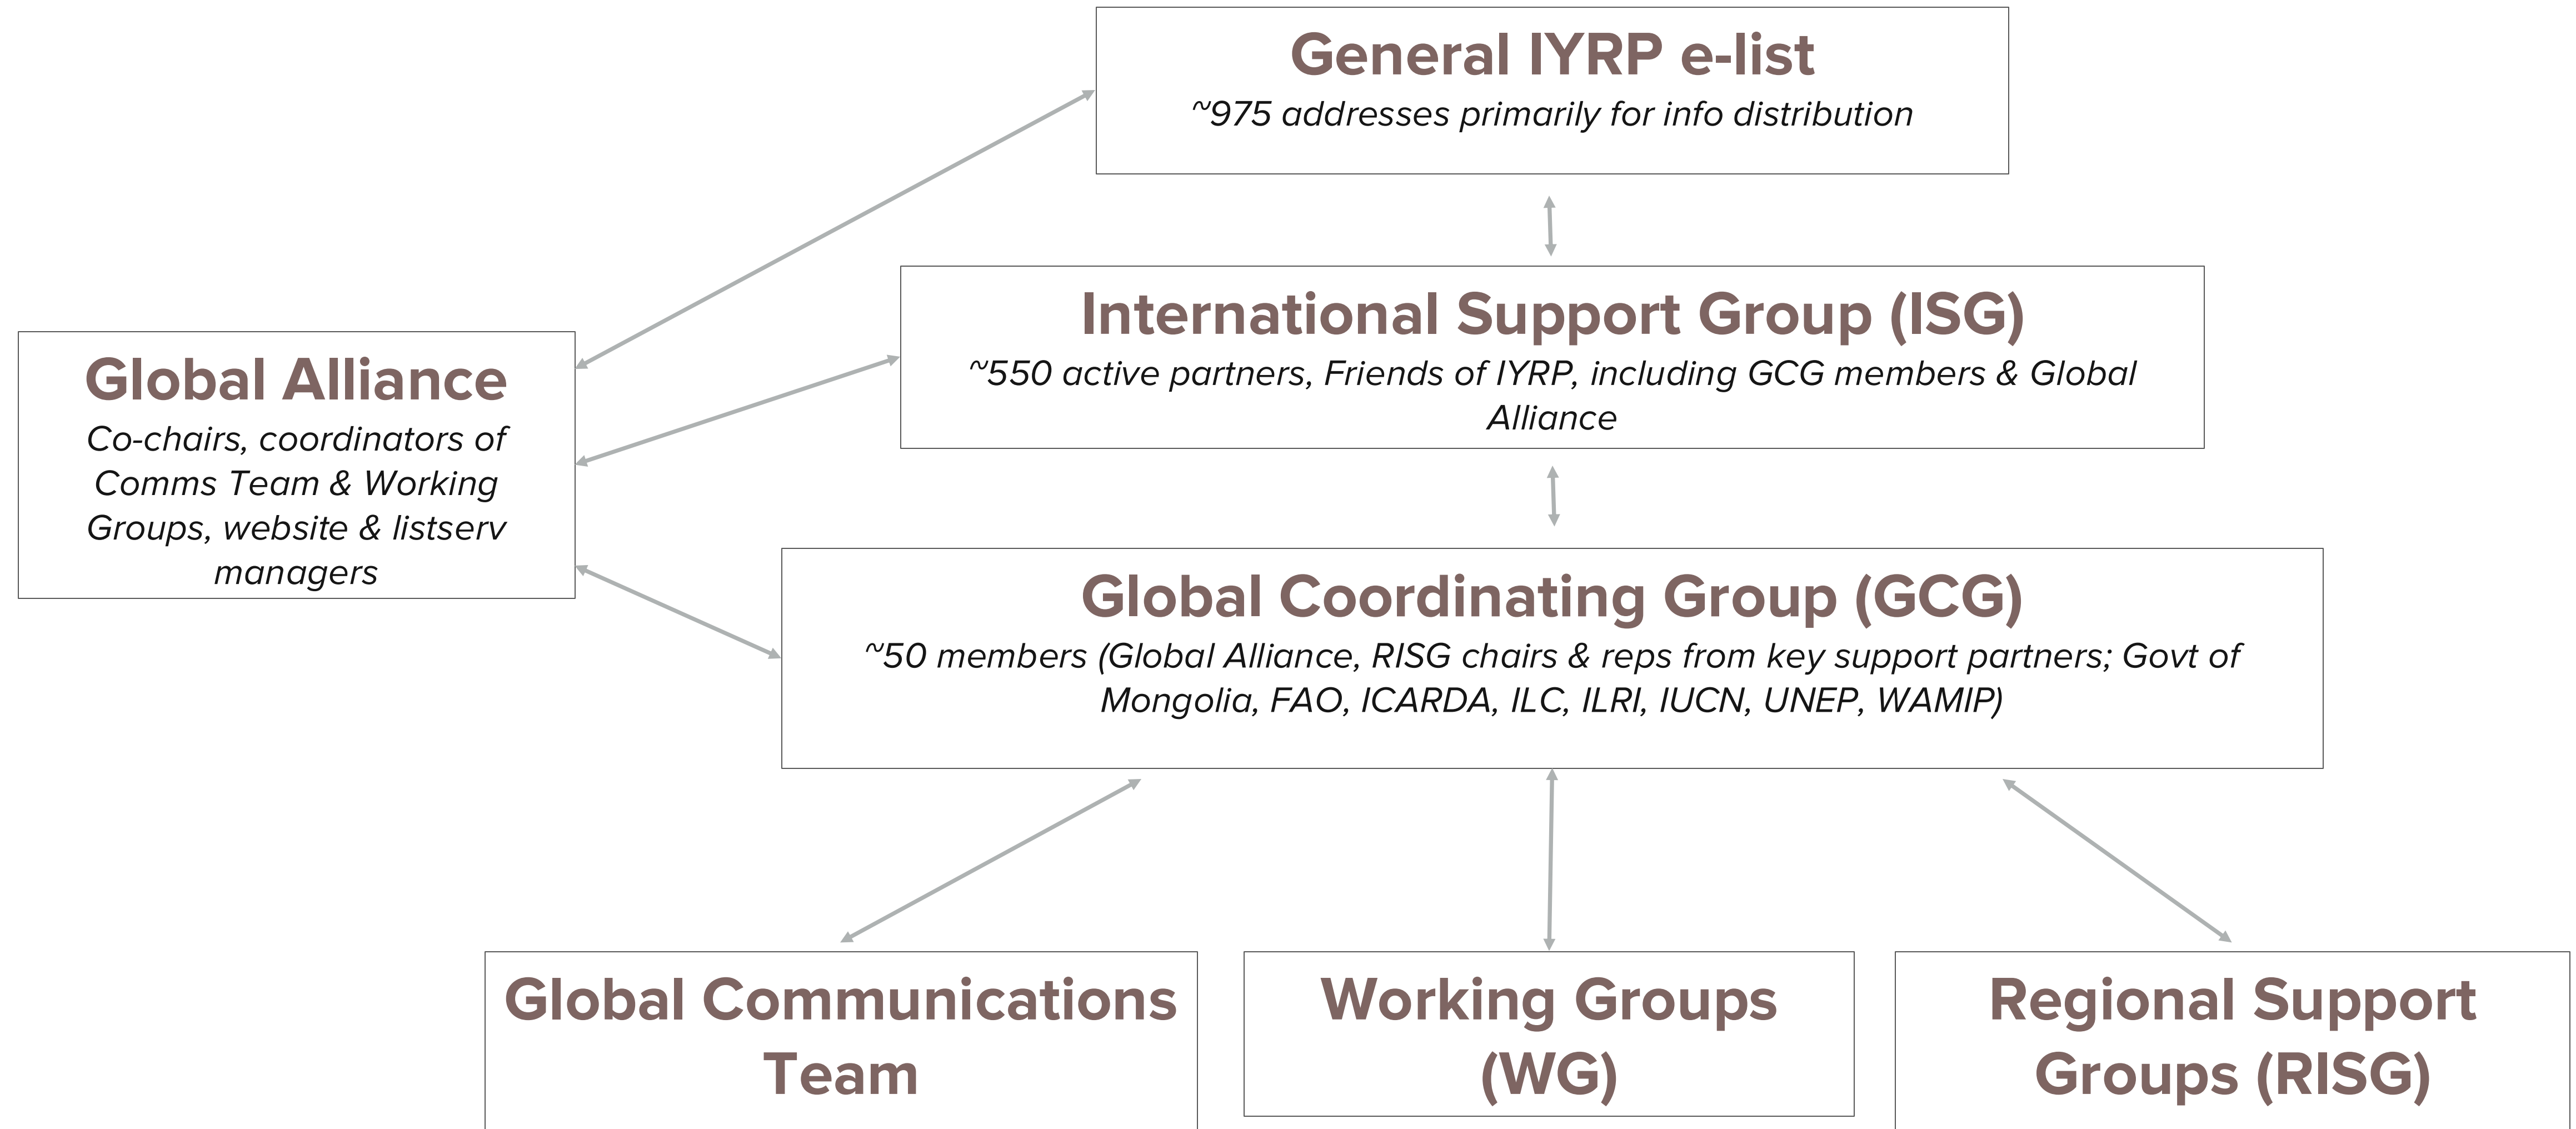 General IYRP e-list
~975 addresses primarily for info distribution
International Support Group (ISG)
~550 active partners, Friends of IYRP, including GCG members & Global
Alliance
Global Alliance
Co-chairs, coordinators of
Comms Team & Working
Groups, website & listserv
managers
Global Coordinating Group (GCG)
~50 members (Global Alliance, RISG chairs & reps from key support partners; Govt of
Mongolia, FAO, ICARDA, ILC, ILRI, IUCN, UNEP, WAMIP)
Global Communications
Team
Working Groups
(WG)
Regional Support
Groups (RISG)